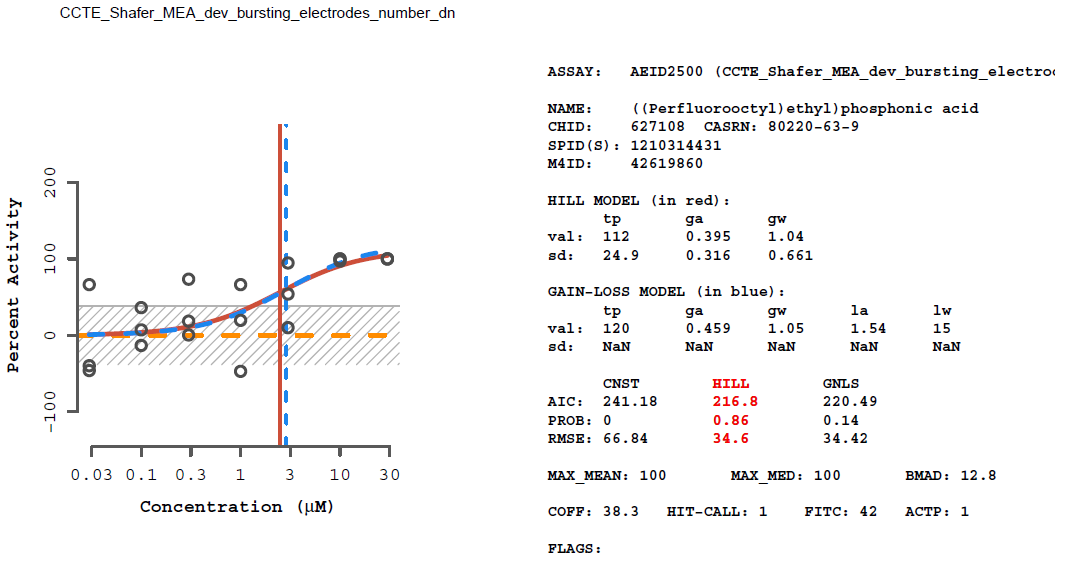 CCTE_Shafer_MEA_dev_bursting_electrodes_number_dn
200
100
0
−100
Percent Activity
0.03 0.1 0.3 1 3 10 30
Concentration (μM)
ASSAY: AEID2500 (CCTE_Shafer_MEA_dev_bursting_electro
NAME: ((Perfluorooctyl)ethyl)phosphonic acid
CHID: 627108 CASRN: 80220-63-9
SPID(S): 1210314431
M4ID: 42619860
HILL MODEL (in red):
tp ga gw
val: 112 0.395 1.04
sd: 24.9 0.316 0.661
GAIN-LOSS MODEL (in blue):
tp ga gw la lw
val: 120 0.459 1.05 1.54 15
sd: NaN NaN NaN NaN NaN
CNST HILL GNLS
AIC: 241.18 216.8 220.49
PROB: 0 0.86 0.14
RMSE: 66.84 34.6 34.42
MAX_MEAN: 100 MAX_MED: 100 BMAD: 12.8
COFF: 38.3 HIT-CALL: 1 FITC: 42 ACTP: 1
FLAGS: